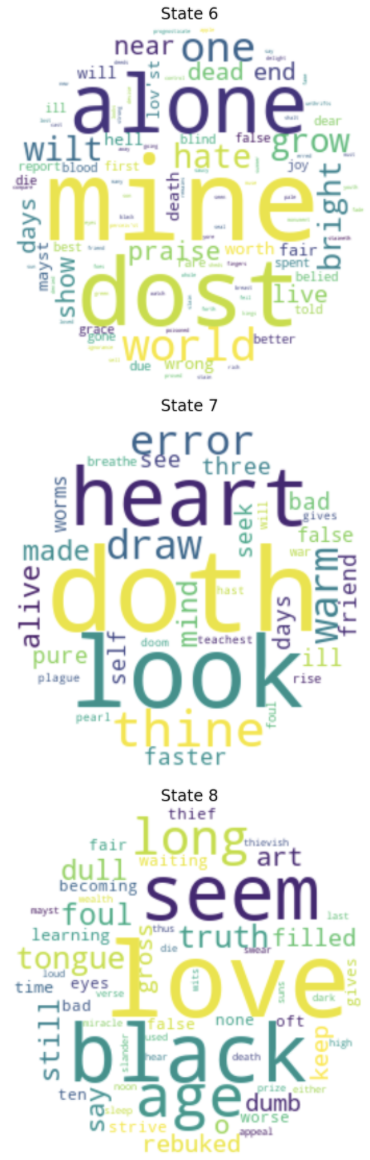 State 6
prognosticate
near
one
lov'st
will
dead
end
alone
ill
dear
hell
blind
false
wilt
hate
grow
report
blood
first
joy
die
mine
death
bright
days
mayst
best
praise
worth
fair
show
rare
spent
belied
fingers
dost
live
told
grace
gone
world
better
due
wrong
State 7
error
breathe
see
three
heart
worms
bad
gives
seek
will
draw
made
false
war
doth
hast
alive
mind
days
warm
friend
self
doom
teachest
pure
ill
look
plague
rise
pearl
foul
thine
faster
State 8
thief
long
fair
thievish
waiting
art
dull
becoming
seem
wealth
mayst
foul
thus
last
learning
truth
filled
die
swear
tongue
gross
love
loud
eyes
gives
time
verse
wits
suns
dark
bad
false
none
oft
still
miracle
black
high
used
slander
hear
death
keep
ten
say
noon
age
prize
either
sleep
o
dumb
strive
worse
rebuked
appeal